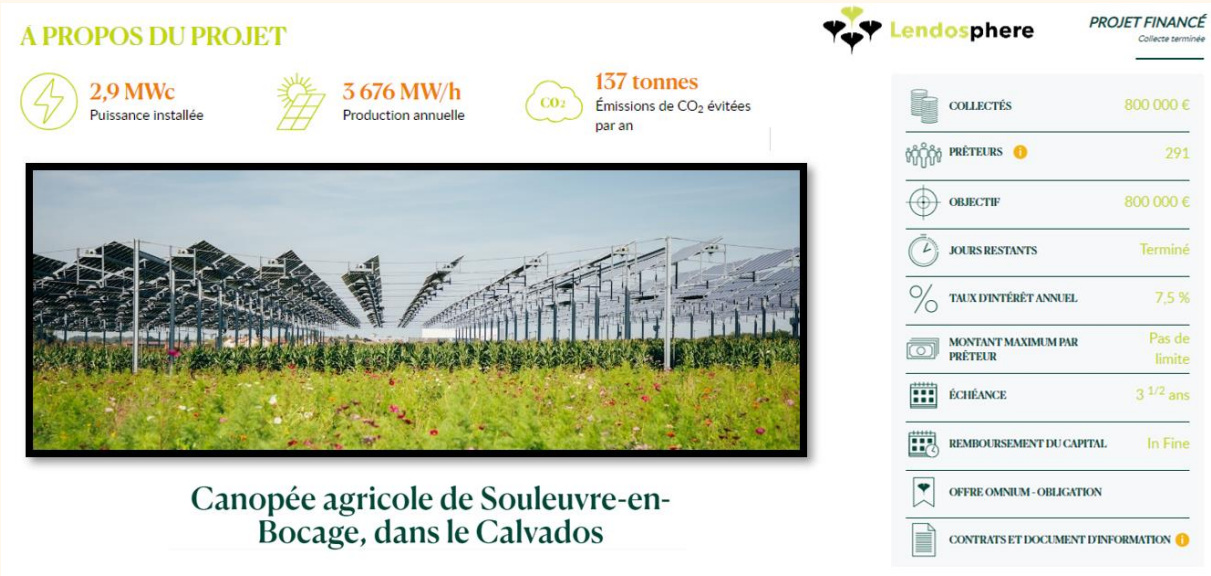 À PROPOS DU PROJET
2,9 MWc
Puissance installée
3 676 MW/h
Production annuelle
CO2
137 tonnes
Émissions de CO₂ évitées
par an
Canopée agricole de Souleuvre-en-
Bocage, dans le Calvados
Lendosphere
PROJET FINANCÉ
Collecte terminée
COLLECTÉS 800 000 €
PRÊTEURS i 291
OBJECTIF 800 000 €
JOURS RESTANTS Terminé
TAUX D'INTÉRÊT ANNUEL 7,5 %
MONTANT MAXIMUM PAR
PRÊTEUR
Pas de
limite
ÉCHÉANCE 3 1/2 ans
REMBOURSEMENT DU CAPITAL In Fine
OFFRE OMNIUM - OBLIGATION
CONTRATS ET DOCUMENT D'INFORMATION i